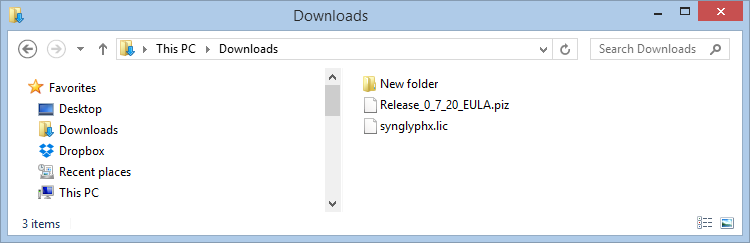 Downloads
This PC Downloads
Search Downloads
Favorites
Desktop
Downloads
Dropbox
Recent places
This PC
New folder
Release_0_7_20_EULA.piz
synglyphx.lic
3 items